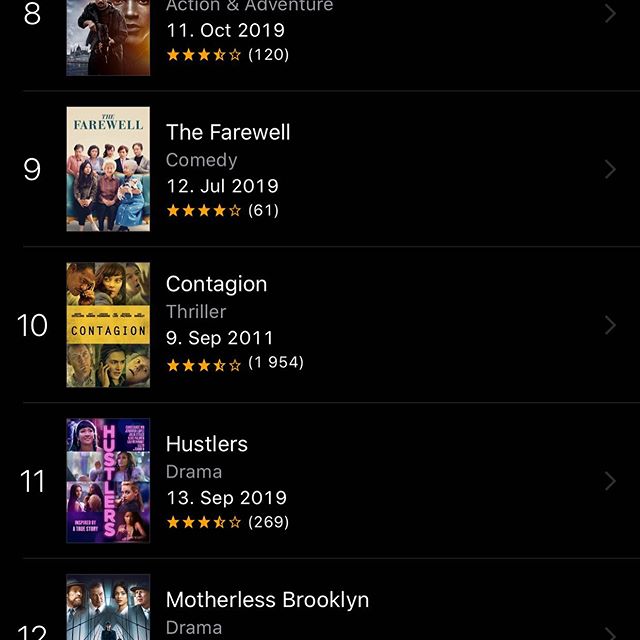 8
Action & Adventure
11. Oct 2019
(120)
THE
FAREWELL
9
The Farewell
Comedy
12. Jul 2019
(61)
CONTAGION
10
Contagion
Thriller
9. Sep 2011
(1 954)
HUSTLERS
INSPIRED BY
A TRUE STORY
11
Hustlers
Drama
13. Sep 2019
(269)
12
Motherless Brooklyn
Drama